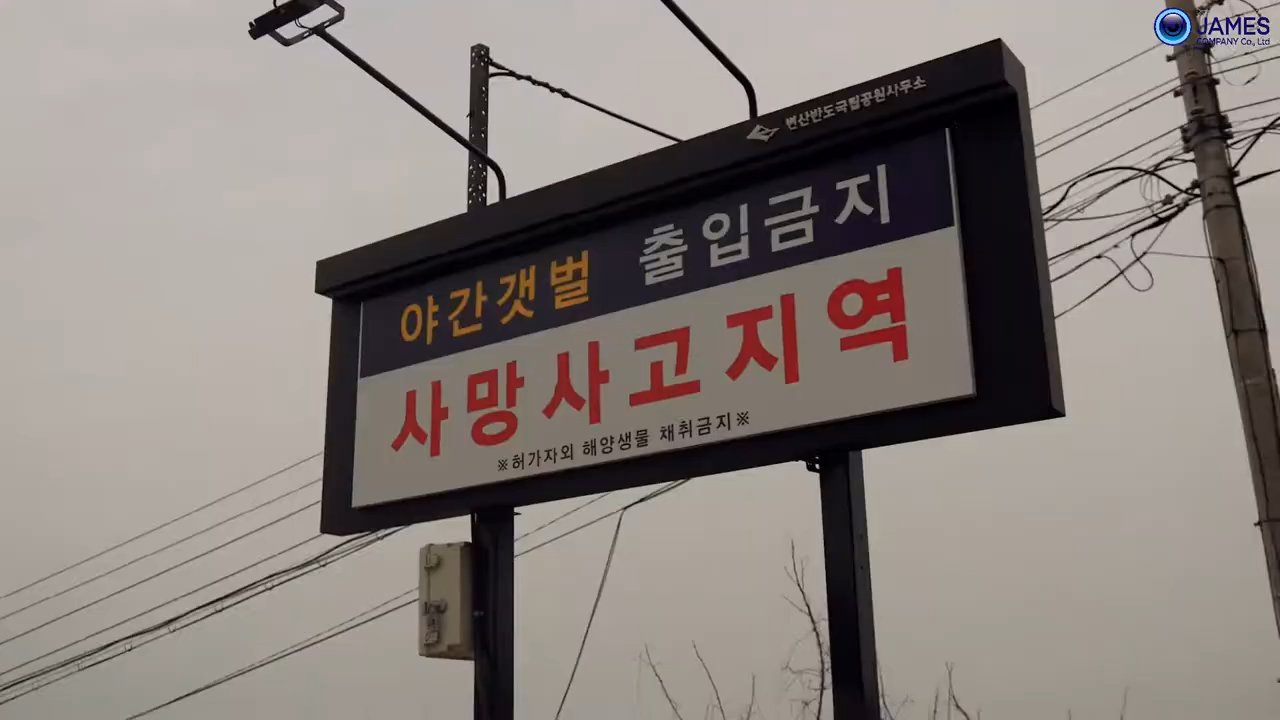 JAMES
COMPANY Co., Ltd
변산반도국립공원사무소
야간갯벌 출입금지
사망사고지역
※허가자외 해양생물 채취금지※